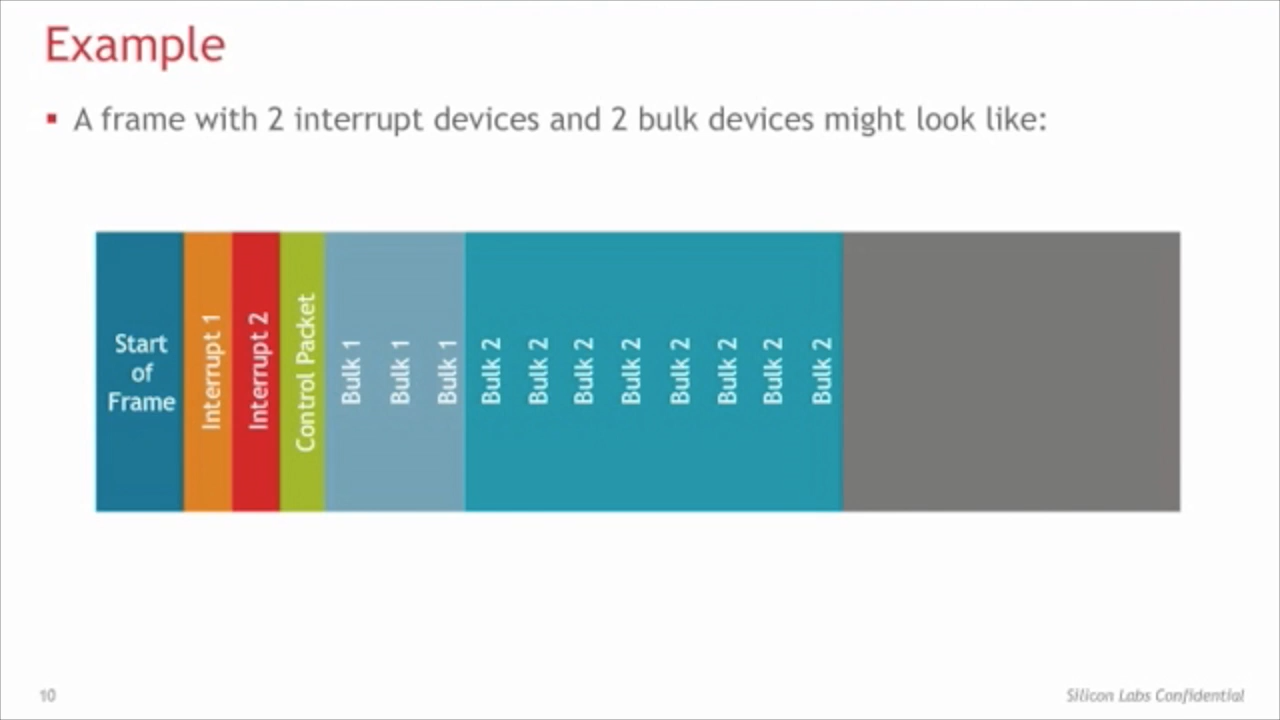 Example
▪ A frame with 2 interrupt devices and 2 bulk devices might look like:
Start
of
Frame
Interrupt 1
Interrupt 2
Control Packet
Bulk 1
Bulk 1
Bulk 1
Bulk 2
Bulk 2
Bulk 2
Bulk 2
Bulk 2
Bulk 2
Bulk 2
Bulk 2
10
Silicon Labs Confidential